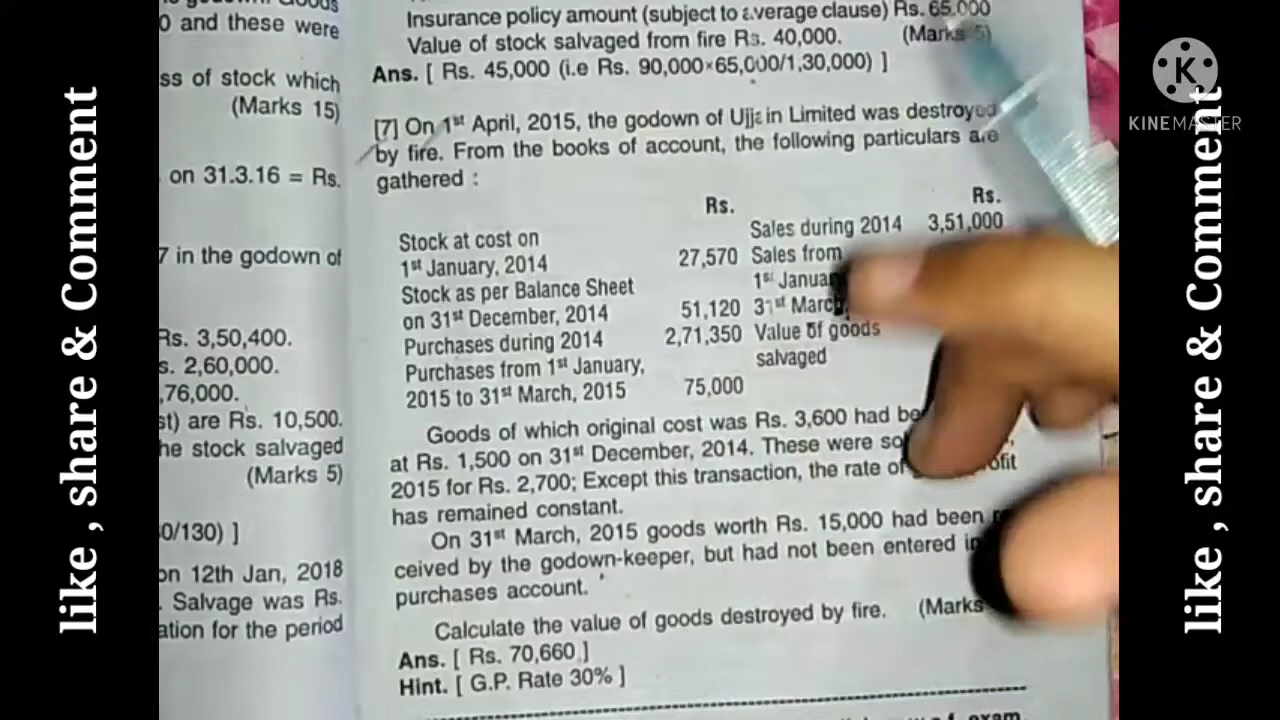 like , share & Comment
0 and these were
ss of stock which
(Marks 15)
on 31.3.16 = Rs.
7 in the godown of
Rs. 3,50,400.
s. 2,60,000.
,76,000.
st) are Rs. 10,500.
he stock salvaged
(Marks 5)
0/130) ]
on 12th Jan, 2018
. Salvage was Rs.
ation for the period
Insurance policy amount (subject to average clause) Rs. 65,000
Value of stock salvaged from fire Rs. 40,000. (Marks 5)
Ans. [ Rs. 45,000 (i.e Rs. 90,000×65,000/1,30,000) ]
[7] On 1st April, 2015, the godown of Ujjain Limited was destroyed
by fire. From the books of account, the following particulars are
gathered :
Rs. Rs.
Stock at cost on Sales during 2014 3,51,000
1st January, 2014 27,570 Sales from
Stock as per Balance Sheet 1st
on 31st December, 2014 51,120 31st March,
Purchases during 2014 2,71,350 Value of goods
Purchases from 1st January, salvaged
2015 to 31st March, 2015 75,000
Goods of which original cost was Rs. 3,600 had
at Rs. 1,500 on 31st December, 2014. These were
2015 for Rs. 2,700; Except this transaction, the rate of
has remained constant.
On 31st March, 2015 goods worth Rs. 15,000 had been
ceived by the godown-keeper, but had not been entered
purchases account.
Calculate the value of goods destroyed by fire. (Marks
Ans. [ Rs. 70,660 ]
Hint. [ G.P. Rate 30% ]
exam
K
KINEMASTER
like , share & Comment